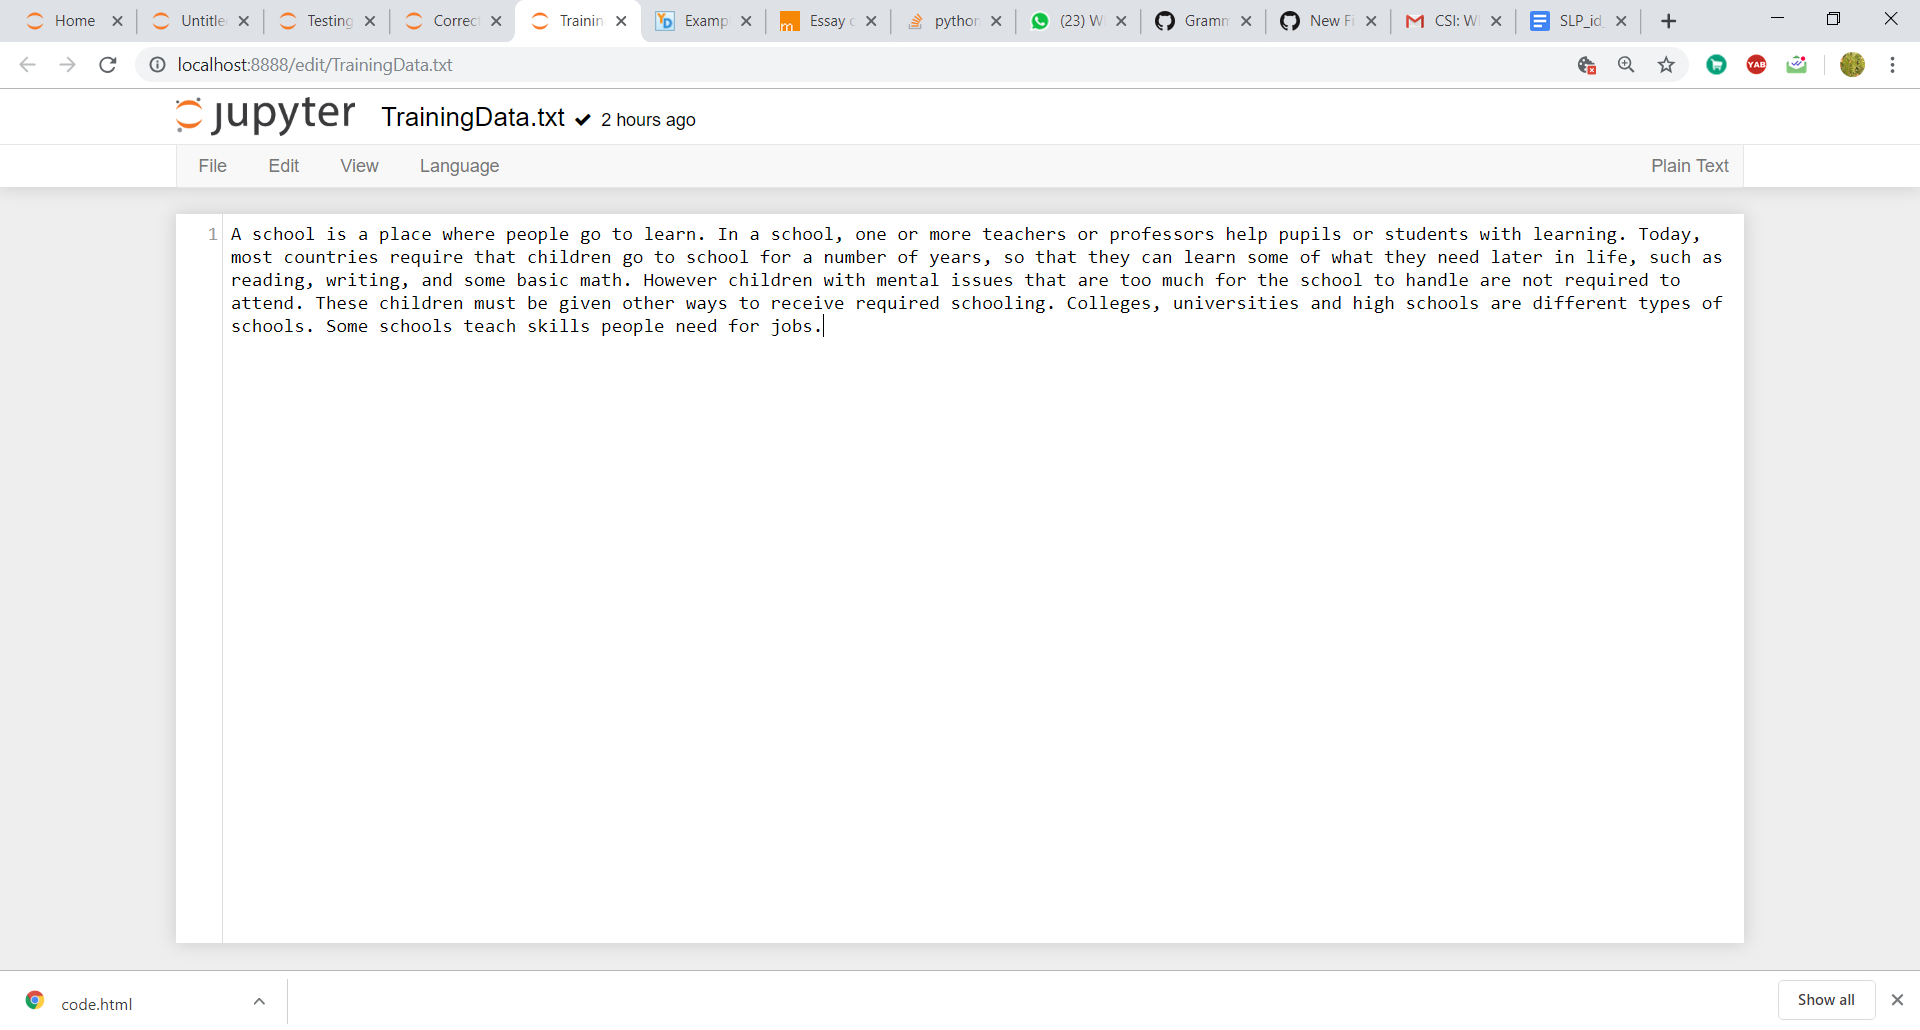 Home Untitle Testing Correc Trainin Examp Essay c python (23) W Gramm New Fi CSI: W SLP_id
localhost:8888/edit/TrainingData.txt
YAB
jupyter TrainingData.txt 2 hours ago
File Edit View Language Plain Text
1 A school is a place where people go to learn. In a school, one or more teachers or professors help pupils or students with learning. Today,
most countries require that children go to school for a number of years, so that they can learn some of what they need later in life, such as
reading, writing, and some basic math. However children with mental issues that are too much for the school to handle are not required to
attend. These children must be given other ways to receive required schooling. Colleges, universities and high schools are different types of
schools. Some schools teach skills people need for jobs.
code.html Show all